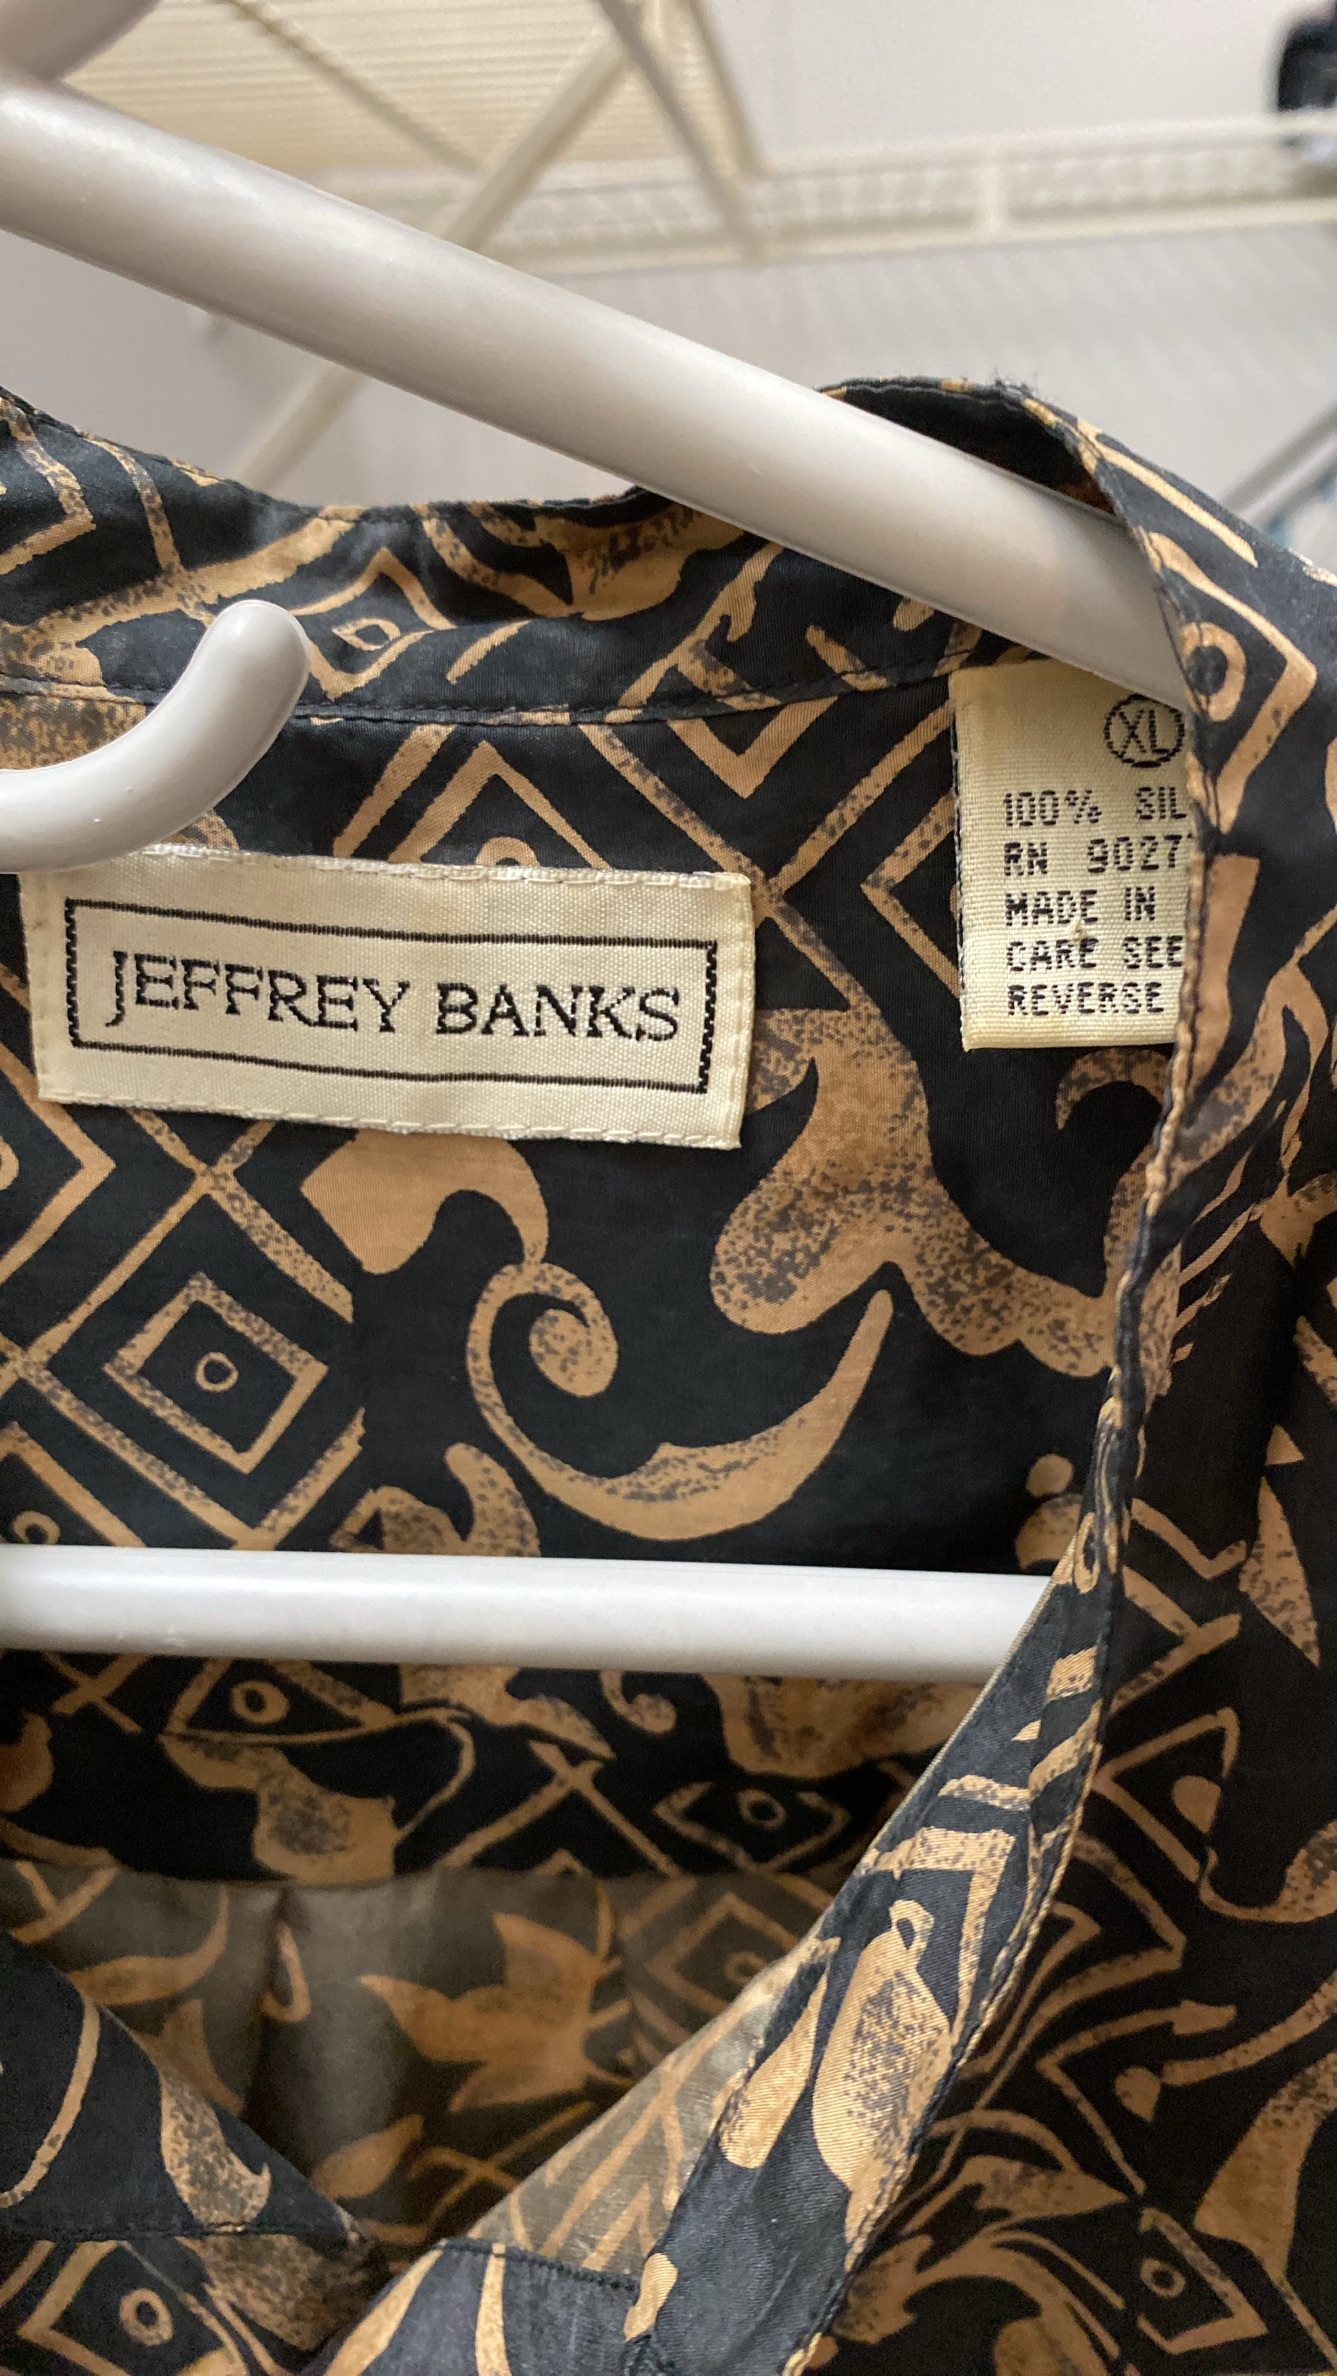 JEFFREY BANKS
XL
100% SIL
RN 9027
MADE IN
CARE SEE
REVERSE